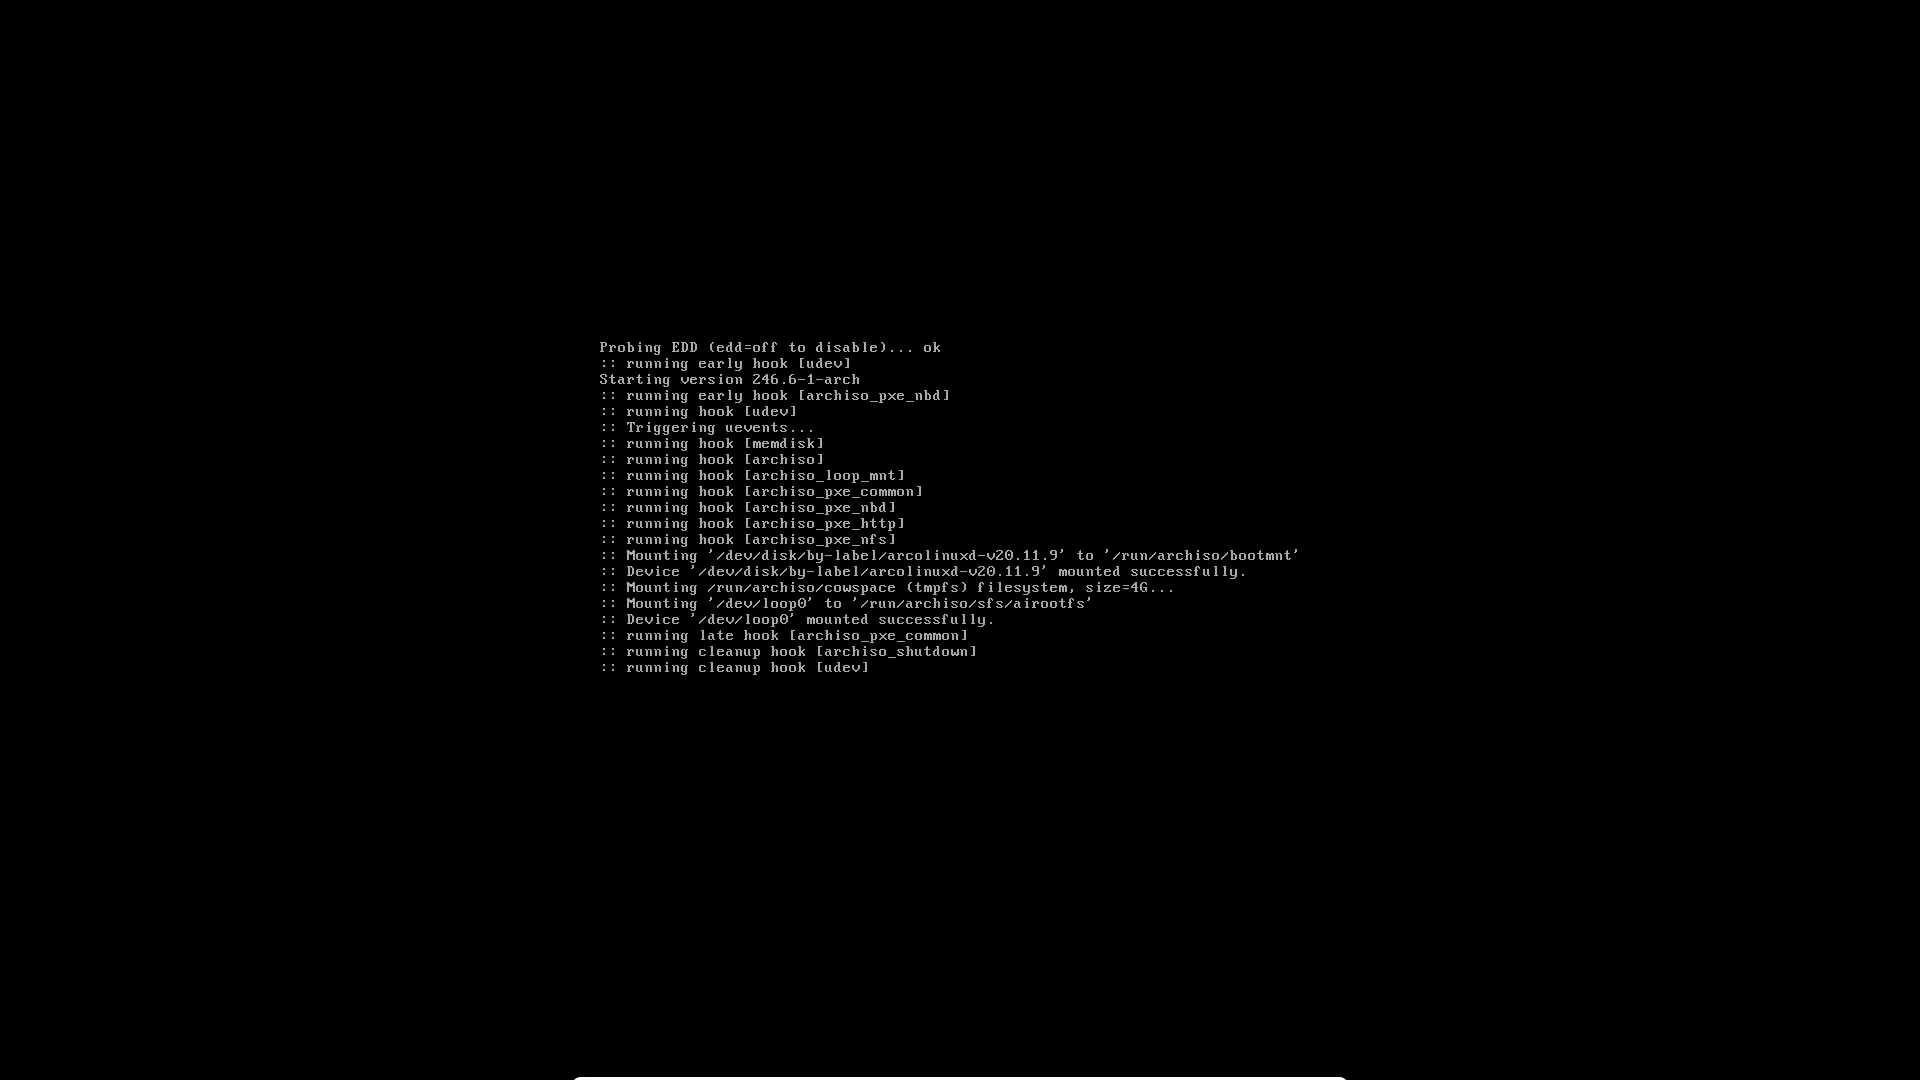 Probing EDD (edd=off to disable)... ok
:: running early hook [udev]
Starting version 246.6-1-arch
:: running early hook [archiso_pxe_nbd]
:: running hook [udev]
:: Triggering uevents...
:: running hook [memdisk]
:: running hook [archiso]
:: running hook [archiso_loop_mnt]
:: running hook [archiso_pxe_common]
:: running hook [archiso_pxe_nbd]
:: running hook [archiso_pxe_http]
:: running hook [archiso_pxe_nfs]
:: Mounting '/dev/disk/by-label/arcolinuxd-v20.11.9' to '/run/archiso/bootmnt'
:: Device '/dev/disk/by-label/arcolinuxd-v20.11.9' mounted successfully.
:: Mounting /run/archiso/cowspace (tmpfs) filesystem, size=4G...
:: Mounting '/dev/loop0' to '/run/archiso/sfs/airootfs'
:: Device '/dev/loop0' mounted successfully.
:: running late hook [archiso_pxe_common]
:: running cleanup hook [archiso_shutdown]
:: running cleanup hook [udev]